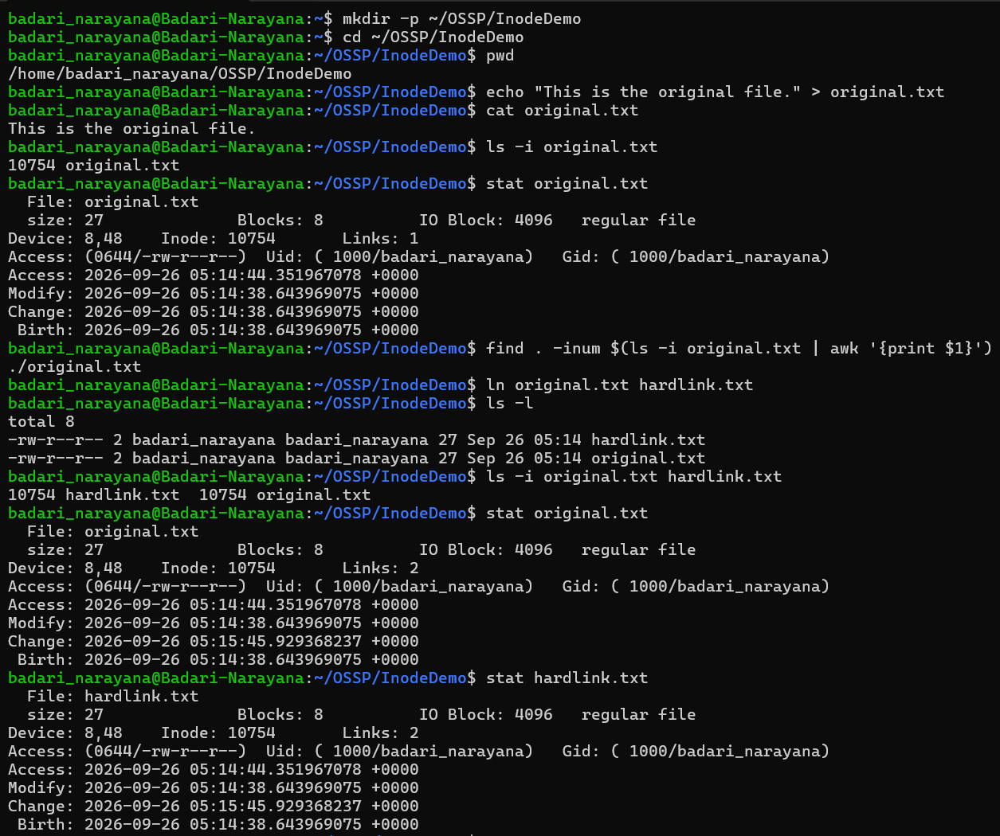 badari_narayana@Badari-Narayana:~$ mkdir -p ~/OSSP/InodeDemo
badari_narayana@Badari-Narayana:~$ cd ~/OSSP/InodeDemo
badari_narayana@Badari-Narayana:~/OSSP/InodeDemo$ pwd
/home/badari_narayana/OSSP/InodeDemo
badari_narayana@Badari-Narayana:~/OSSP/InodeDemo$ echo "This is the original file." > original.txt
badari_narayana@Badari-Narayana:~/OSSP/InodeDemo$ cat original.txt
This is the original file.
badari_narayana@Badari-Narayana:~/OSSP/InodeDemo$ ls -i original.txt
10754 original.txt
badari_narayana@Badari-Narayana:~/OSSP/InodeDemo$ stat original.txt
  File: original.txt
  size: 27              Blocks: 8          IO Block: 4096   regular file
Device: 8,48    Inode: 10754       Links: 1
Access: (0644/-rw-r--r--)  Uid: ( 1000/badari_narayana)   Gid: ( 1000/badari_narayana)
Access: 2026-09-26 05:14:44.351967078 +0000
Modify: 2026-09-26 05:14:38.643969075 +0000
Change: 2026-09-26 05:14:38.643969075 +0000
 Birth: 2026-09-26 05:14:38.643969075 +0000
badari_narayana@Badari-Narayana:~/OSSP/InodeDemo$ find . -inum $(ls -i original.txt | awk '{print $1}')
./original.txt
badari_narayana@Badari-Narayana:~/OSSP/InodeDemo$ ln original.txt hardlink.txt
badari_narayana@Badari-Narayana:~/OSSP/InodeDemo$ ls -l
total 8
-rw-r--r-- 2 badari_narayana badari_narayana 27 Sep 26 05:14 hardlink.txt
-rw-r--r-- 2 badari_narayana badari_narayana 27 Sep 26 05:14 original.txt
badari_narayana@Badari-Narayana:~/OSSP/InodeDemo$ ls -i original.txt hardlink.txt
10754 hardlink.txt  10754 original.txt
badari_narayana@Badari-Narayana:~/OSSP/InodeDemo$ stat original.txt
  File: original.txt
  size: 27              Blocks: 8          IO Block: 4096   regular file
Device: 8,48    Inode: 10754       Links: 2
Access: (0644/-rw-r--r--)  Uid: ( 1000/badari_narayana)   Gid: ( 1000/badari_narayana)
Access: 2026-09-26 05:14:44.351967078 +0000
Modify: 2026-09-26 05:14:38.643969075 +0000
Change: 2026-09-26 05:15:45.929368237 +0000
 Birth: 2026-09-26 05:14:38.643969075 +0000
badari_narayana@Badari-Narayana:~/OSSP/InodeDemo$ stat hardlink.txt
  File: hardlink.txt
  size: 27              Blocks: 8          IO Block: 4096   regular file
Device: 8,48    Inode: 10754       Links: 2
Access: (0644/-rw-r--r--)  Uid: ( 1000/badari_narayana)   Gid: ( 1000/badari_narayana)
Access: 2026-09-26 05:14:44.351967078 +0000
Modify: 2026-09-26 05:14:38.643969075 +0000
Change: 2026-09-26 05:15:45.929368237 +0000
 Birth: 2026-09-26 05:14:38.643969075 +0000